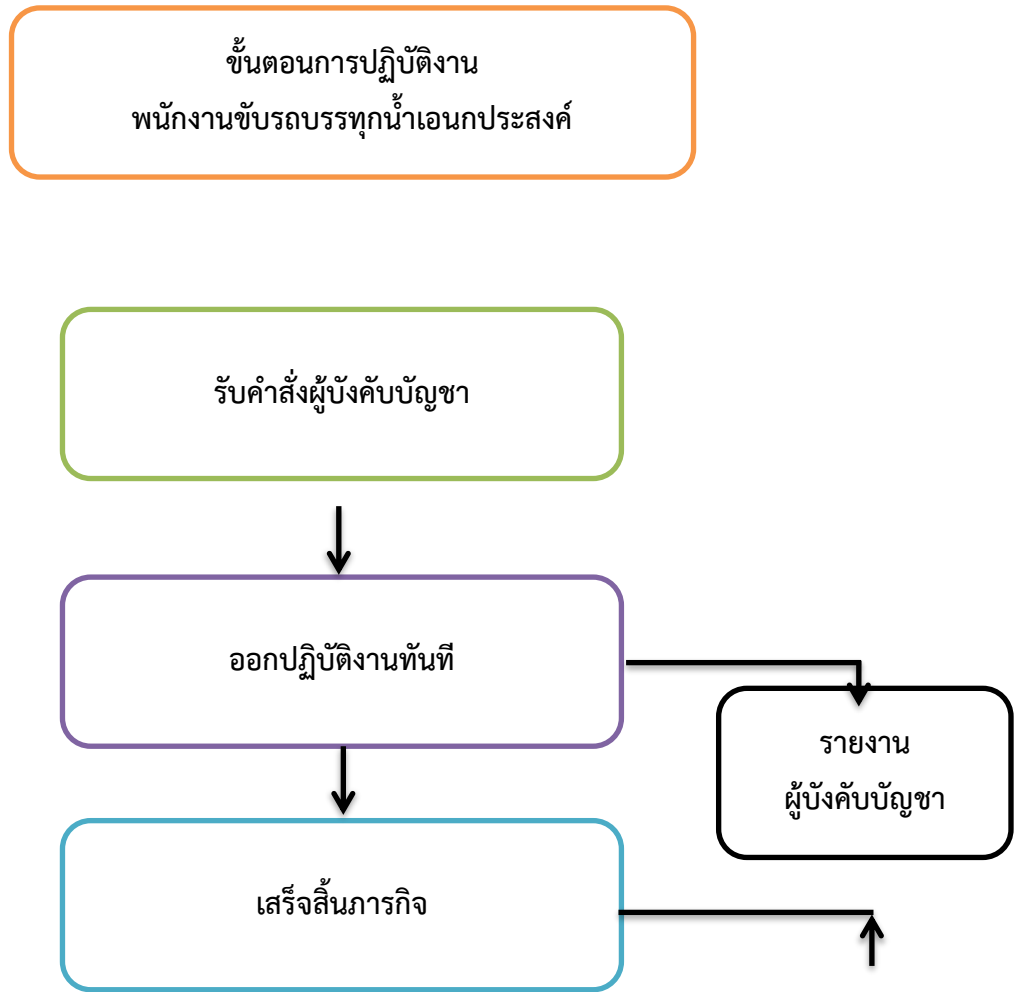 ขั้นตอนการปฏิบัติงาน
พนักงานขับรถบรรทุกน้ำเอนกประสงค์
รับคำสั่งผู้บังคับบัญชา
ออกปฏิบัติงานทันที
รายงาน
ผู้บังคับบัญชา
เสร็จสิ้นภารกิจ